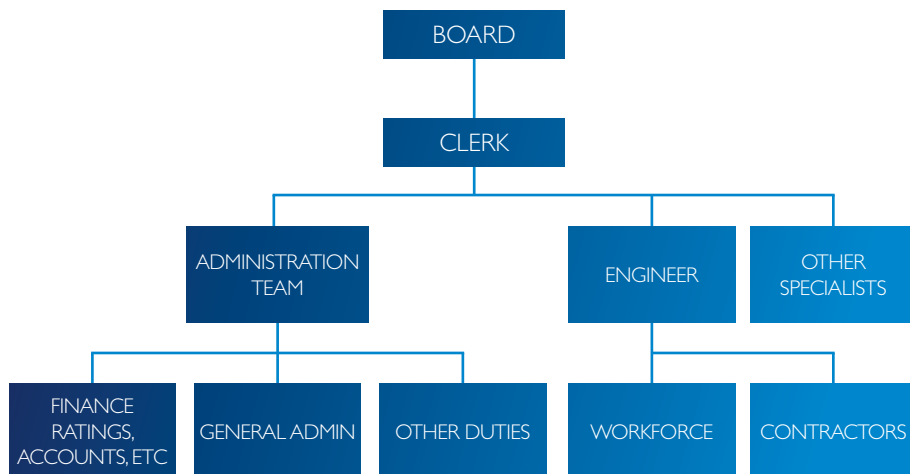 BOARD
CLERK
ADMINISTRATION
TEAM
ENGINEER
OTHER
SPECIALISTS
FINANCE
RATINGS,
ACCOUNTS, ETC
GENERAL ADMIN
OTHER DUTIES
WORKFORCE
CONTRACTORS